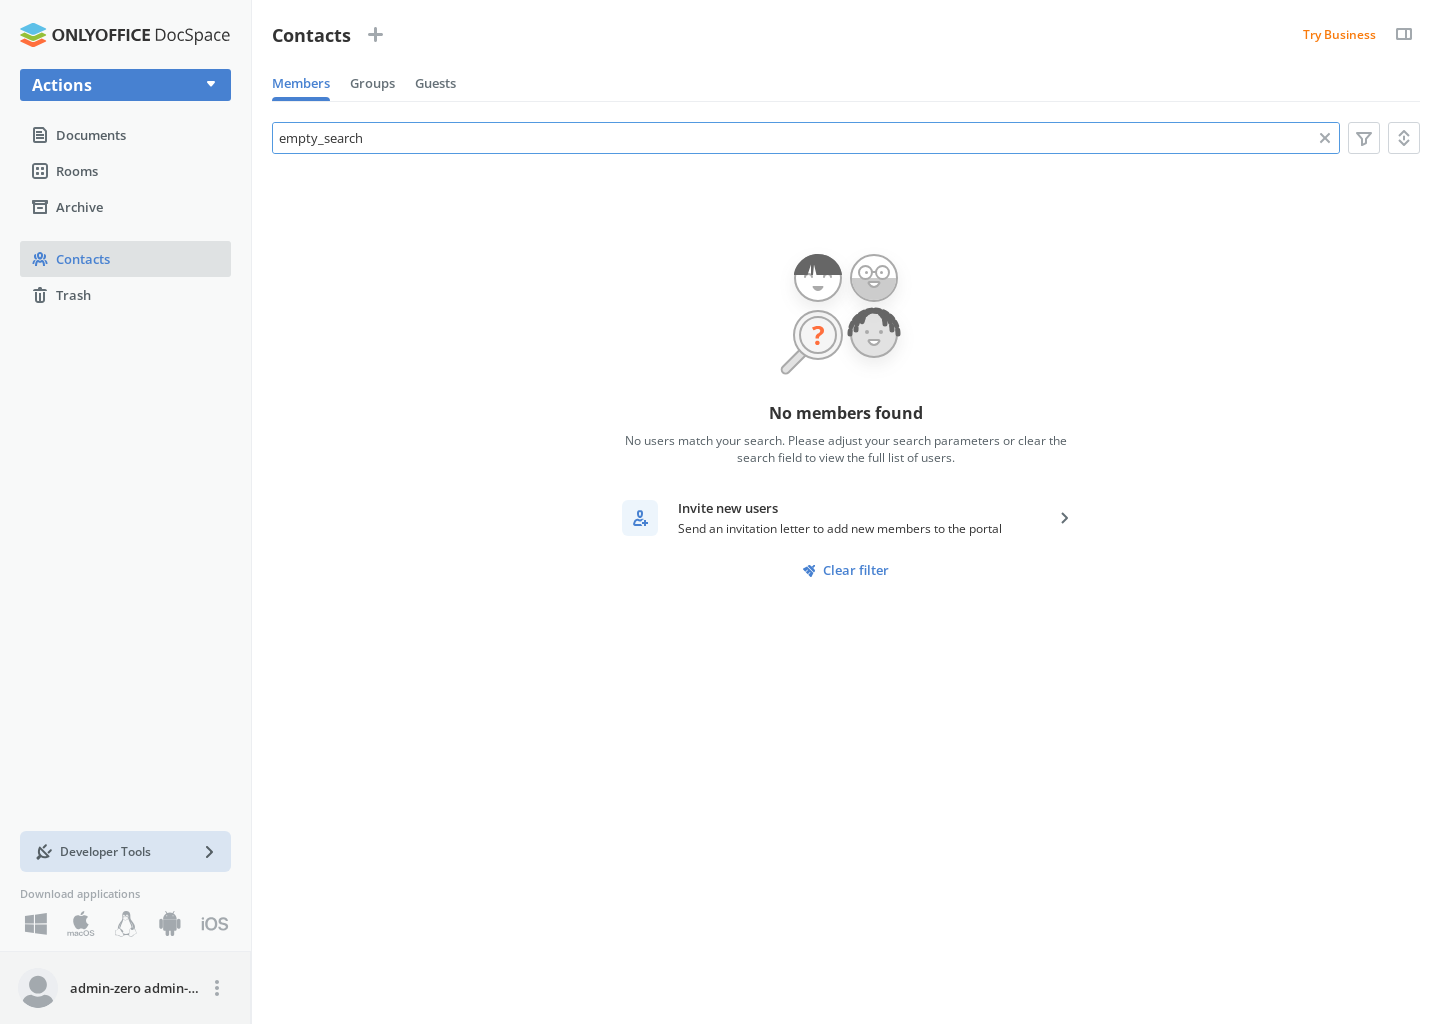 ONLYOFFICE DocSpace
Actions
Documents
Rooms
Archive
Contacts
Trash
Developer Tools
Download applications
macOS
iOS
admin-zero admin-...
Contacts
Try Business
Members Groups Guests
empty_search
?
No members found
No users match your search. Please adjust your search parameters or clear the
search field to view the full list of users.
Invite new users
Send an invitation letter to add new members to the portal
Clear filter